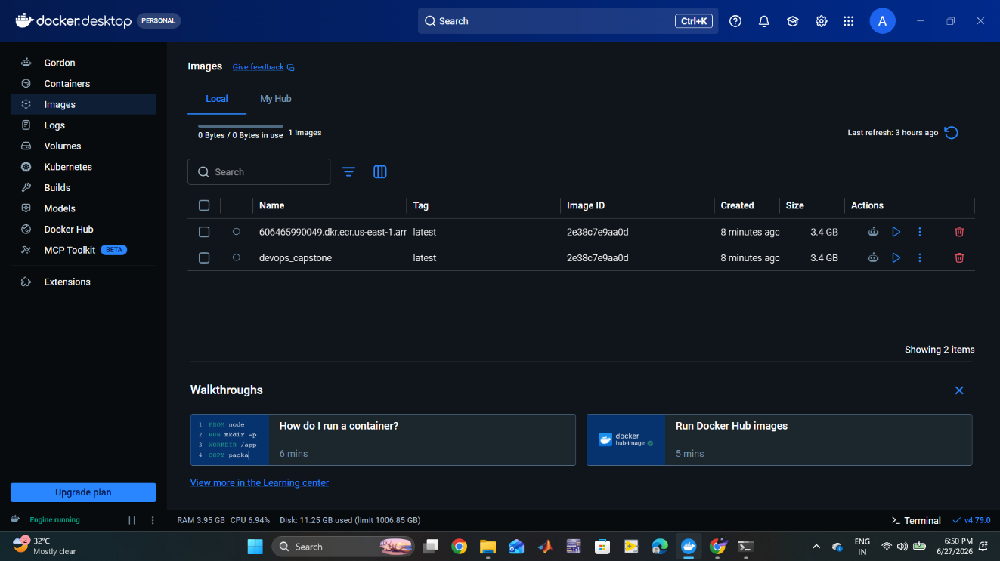 docker.desktop PERSONAL
Search Ctrl+K
A
Gordon
Containers
Images
Logs
Volumes
Kubernetes
Builds
Models
Docker Hub
MCP Toolkit BETA
Extensions
Upgrade plan
Images Give feedback
Local My Hub
0 Bytes / 0 Bytes in use 1 images
Last refresh: 3 hours ago
Search
Name Tag Image ID Created Size Actions
606465990049.dkr.ecr.us-east-1.am latest 2e38c7e9aa0d 8 minutes ago 3.4 GB
devops_capstone latest 2e38c7e9aa0d 8 minutes ago 3.4 GB
Showing 2 items
Walkthroughs
1 FROM node
2 RUN mkdir -p
3 WORKDIR /app
4 COPY packa
How do I run a container?
6 mins
docker
hub-image
Run Docker Hub images
5 mins
View more in the Learning center
Engine running
RAM 3.95 GB CPU 6.94% Disk: 11.25 GB used (limit 1006.85 GB)
Terminal v4.79.0
2
32°C
Mostly clear
Search
ENG
IN
6:50 PM
6/27/2026